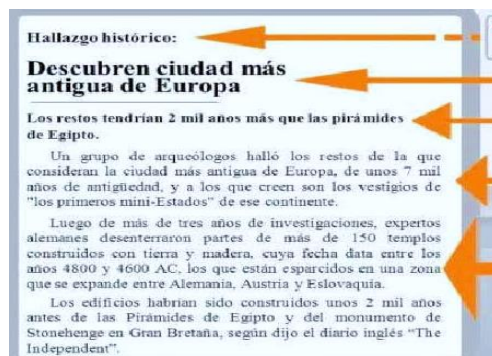 Hallazgo histórico:
Descubren ciudad más
antigua de Europa
Los restos tendrían 2 mil años más que las pirámides
de Egipto.
Un grupo de arqueólogos halló los restos de la que
consideran la ciudad más antigua de Europa, de unos 7 mil
años de antigüedad, y a los que creen son los vestigios de
"los primeros mini-Estados" de ese continente.
Luego de más de tres años de investigaciones, expertos
alemanes desenterraron partes de más de 150 templos
construidos con tierra y madera, cuya fecha data entre los
años 4800 y 4600 AC, los que están esparcidos en una zona
que se expande entre Alemania, Austria y Eslovaquia.
Los edificios habrían sido construidos unos 2 mil años
antes de las Pirámides de Egipto y del monumento de
Stonehenge en Gran Bretaña, según dijo el diario inglés “The
Independent”.